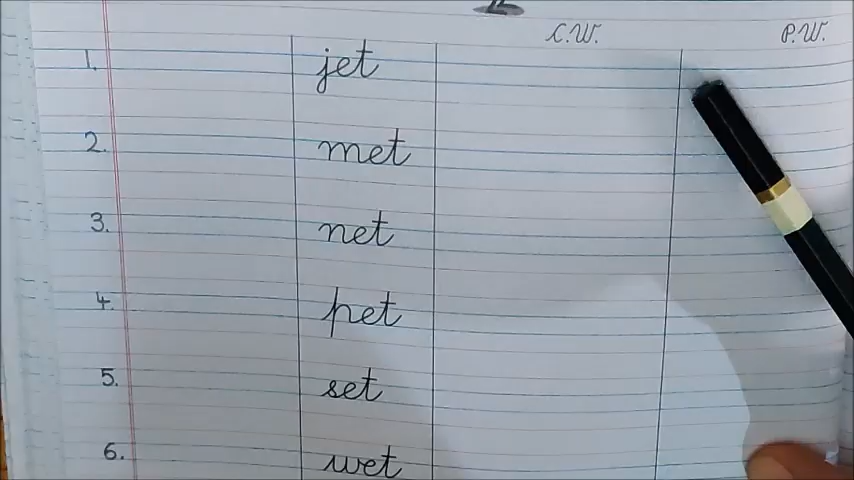 C.W. P.W.
1. jet
2. met
3. net
4. pet
5. set
6. wet